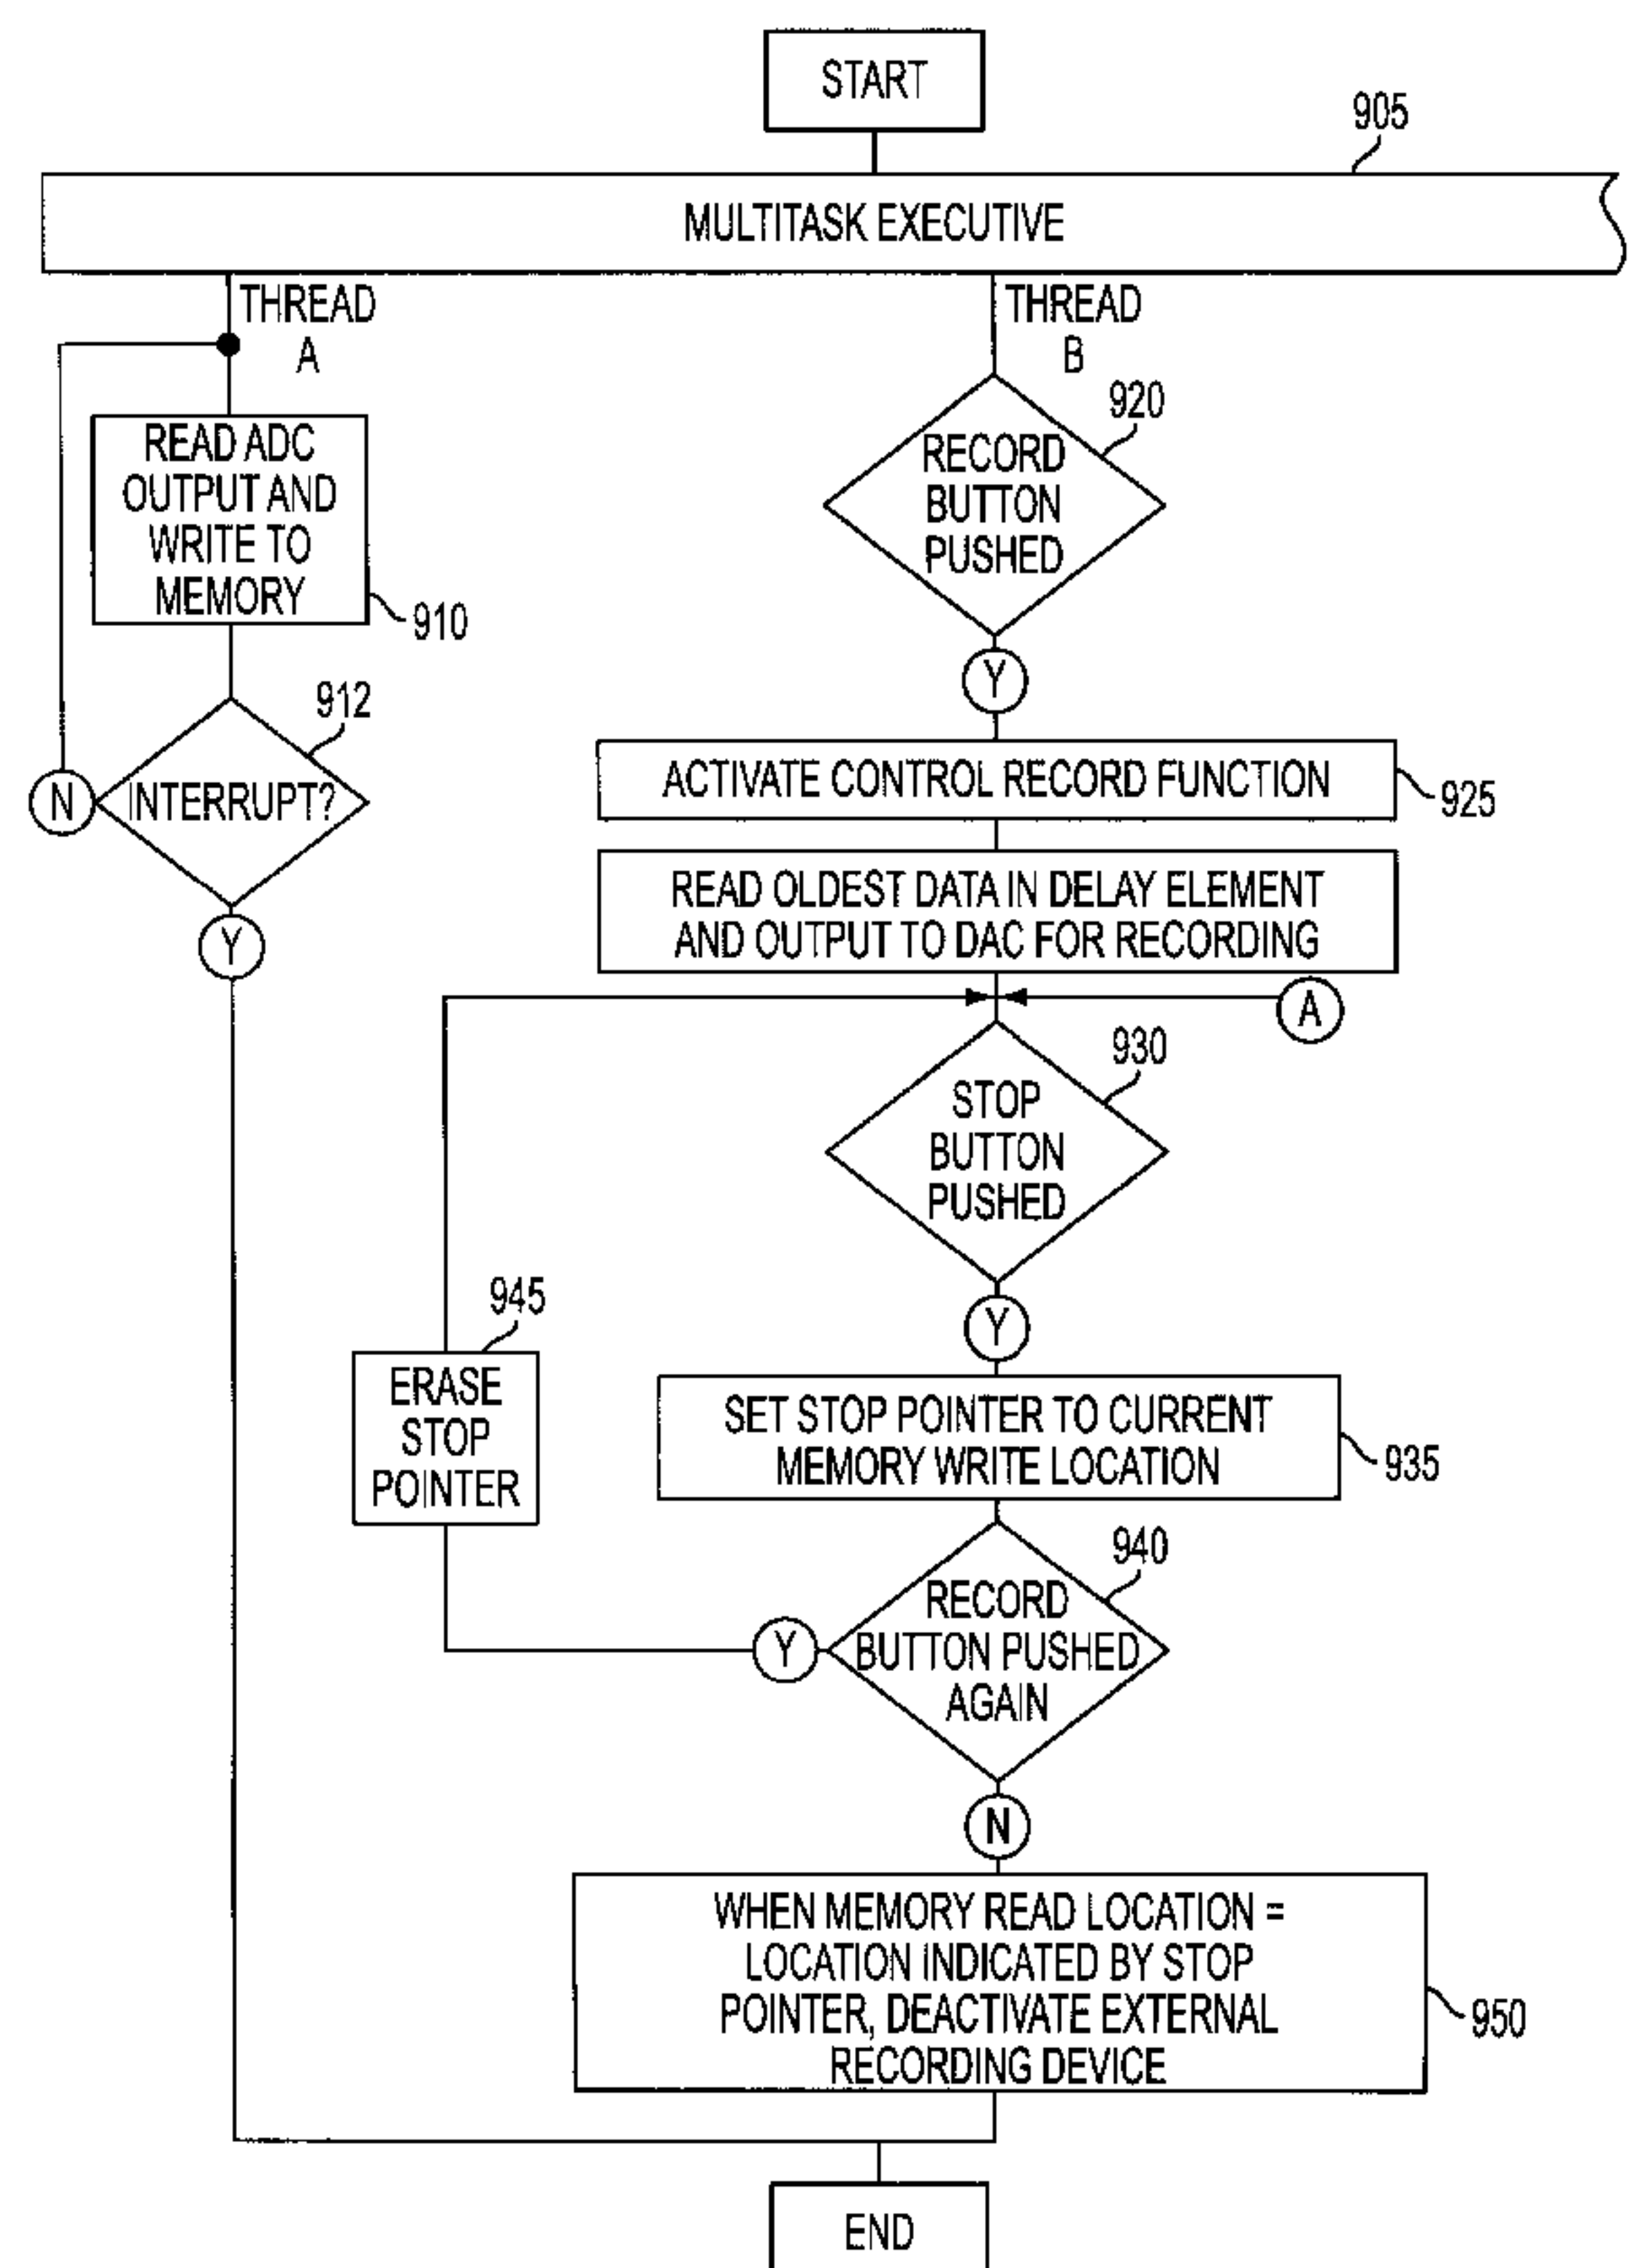 START
905
MULTITASK EXECUTIVE
THREAD
A
THREAD
B
READ ADC
OUTPUT AND
WRITE TO
MEMORY
910
920
RECORD
BUTTON
PUSHED
Y
912
INTERRUPT?
N
Y
ACTIVATE CONTROL RECORD FUNCTION
925
READ OLDEST DATA IN DELAY ELEMENT
AND OUTPUT TO DAC FOR RECORDING
A
930
STOP
BUTTON
PUSHED
Y
945
ERASE
STOP
POINTER
SET STOP POINTER TO CURRENT
MEMORY WRITE LOCATION
935
940
RECORD
BUTTON PUSHED
AGAIN
Y
N
WHEN MEMORY READ LOCATION =
LOCATION INDICATED BY STOP
POINTER, DEACTIVATE EXTERNAL
RECORDING DEVICE
950
END